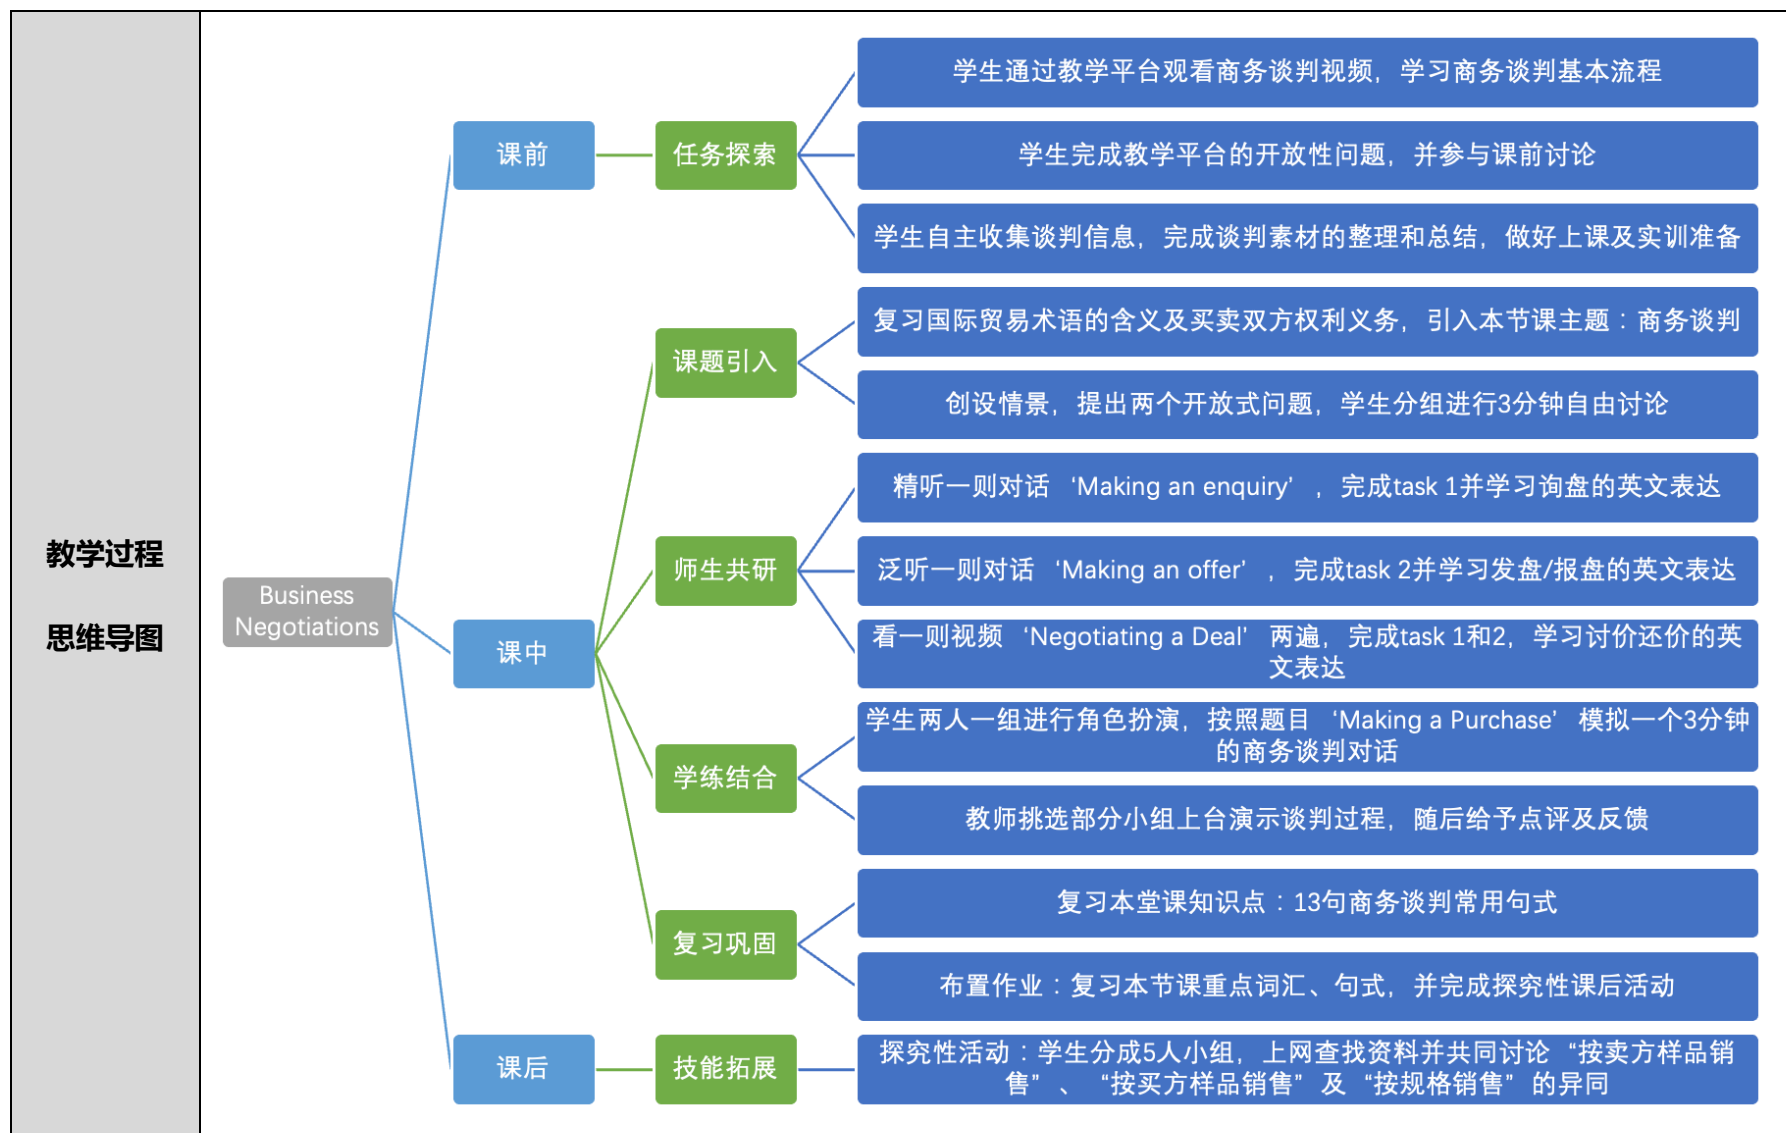 教学过程
思维导图
Business
Negotiations
课前
任务探索
学生通过教学平台观看商务谈判视频，学习商务谈判基本流程
学生完成教学平台的开放性问题，并参与课前讨论
学生自主收集谈判信息，完成谈判素材的整理和总结，做好上课及实训准备
课中
课题引入
复习国际贸易术语的含义及买卖双方权利义务，引入本节课主题：商务谈判
创设情景，提出两个开放式问题，学生分组进行3分钟自由讨论
师生共研
精听一则对话 ‘Making an enquiry’ ，完成task 1并学习询盘的英文表达
泛听一则对话 ‘Making an offer’ ，完成task 2并学习发盘/报盘的英文表达
看一则视频 ‘Negotiating a Deal’ 两遍，完成task 1和2，学习讨价还价的英
文表达
学练结合
学生两人一组进行角色扮演，按照题目 ‘Making a Purchase’ 模拟一个3分钟
的商务谈判对话
教师挑选部分小组上台演示谈判过程，随后给予点评及反馈
复习巩固
复习本堂课知识点：13句商务谈判常用句式
布置作业：复习本节课重点词汇、句式，并完成探究性课后活动
课后
技能拓展
探究性活动：学生分成5人小组，上网查找资料并共同讨论 “按卖方样品销
售” 、 “按买方样品销售” 及 “按规格销售” 的异同